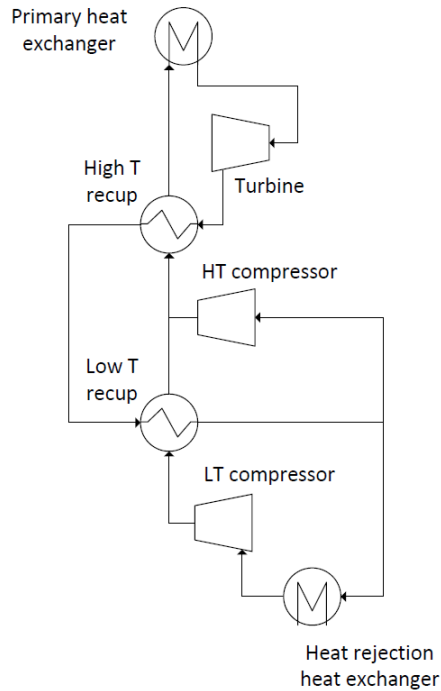 Primary heat
exchanger
High T
recup
Turbine
HT compressor
Low T
recup
LT compressor
Heat rejection
heat exchanger